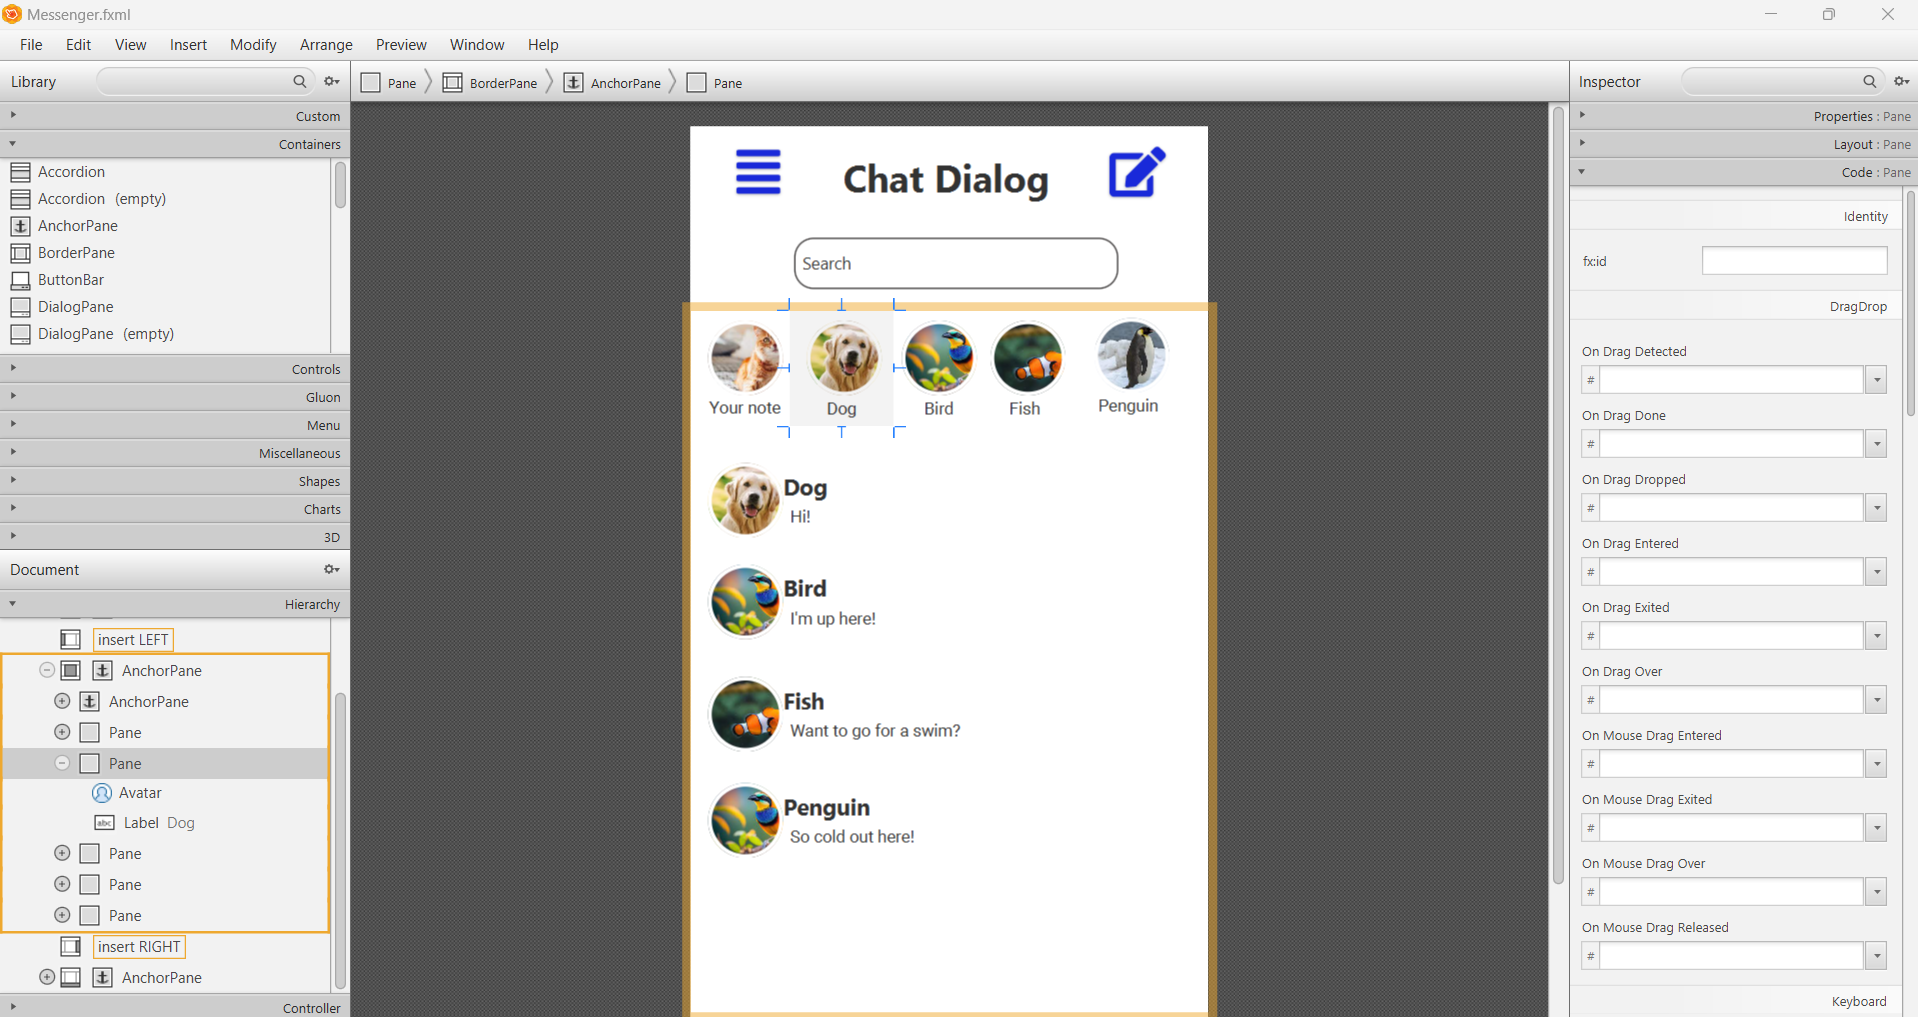 Messenger.fxml
File Edit View Insert Modify Arrange Preview Window Help
Library
Custom
Containers
Accordion
Accordion (empty)
AnchorPane
BorderPane
ButtonBar
DialogPane
DialogPane (empty)
Controls
Gluon
Menu
Miscellaneous
Shapes
Charts
3D
Document
Hierarchy
insert LEFT
AnchorPane
AnchorPane
Pane
Pane
Avatar
abc Label Dog
Pane
Pane
Pane
insert RIGHT
AnchorPane
Controller
Pane BorderPane AnchorPane Pane
Chat Dialog
Search
Your note Dog Bird Fish Penguin
Dog
Hi!
Bird
I'm up here!
Fish
Want to go for a swim?
Penguin
So cold out here!
Inspector
Properties : Pane
Layout : Pane
Code : Pane
Identity
fx:id
DragDrop
On Drag Detected
#
On Drag Done
#
On Drag Dropped
#
On Drag Entered
#
On Drag Exited
#
On Drag Over
#
On Mouse Drag Entered
#
On Mouse Drag Exited
#
On Mouse Drag Over
#
On Mouse Drag Released
#
Keyboard